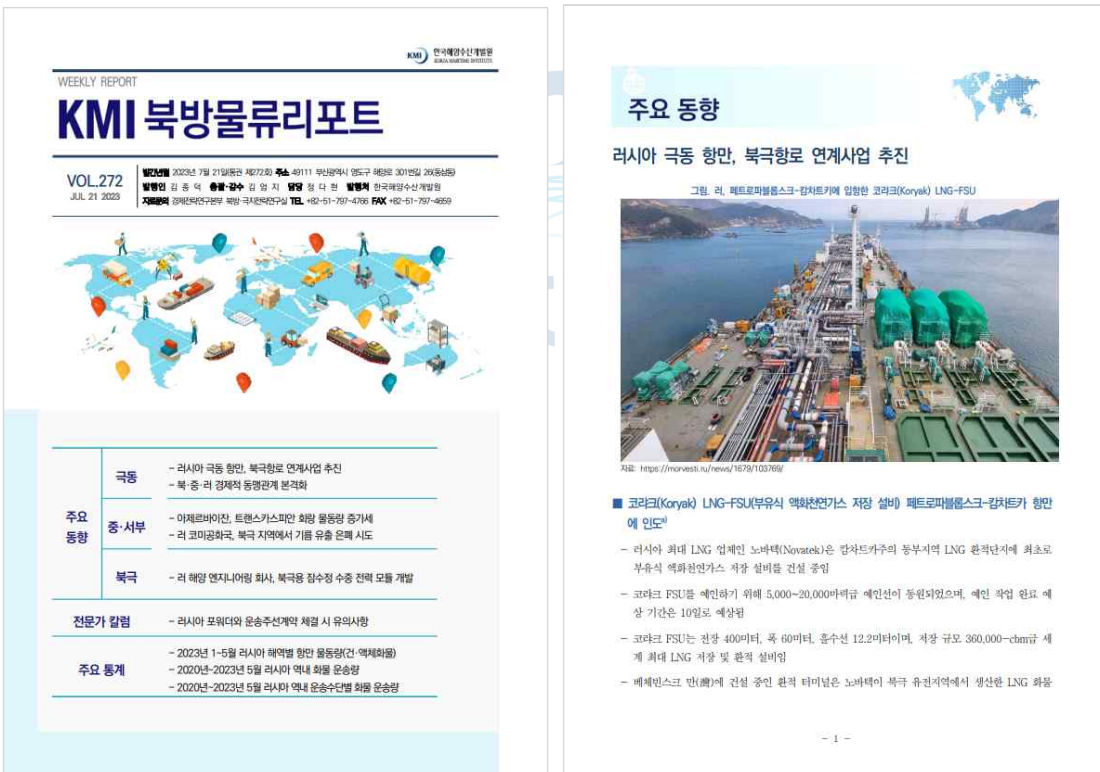 KMI 한국해양수산개발원
KOREA MARITIME INSTITUTE
WEEKLY REPORT
KMI 북방물류리포트
VOL.272
JUL 21 2023
발간년월 2023년 7월 21일(통권 제272호) 주소 49111 부산광역시 영도구 해양로 301번길 26(동삼동)
발행인 김 종 덕 총괄·감수 김 엄 지 담당 정 다 현 발행처 한국해양수산개발원
자료문의 경제전략연구본부 북방·극지전략연구실 TEL. +82-51-797-4766 FAX +82-51-797-4659
주요 동향
극동
- 러시아 극동 항만, 북극항로 연계사업 추진
- 북·중·러 경제적 동맹관계 본격화
중·서부
- 아제르바이잔, 트랜스카스피안 회랑 물동량 증가세
- 러 코미공화국, 북극 지역에서 기름 유출 은폐 시도
북극
- 러 해양 엔지니어링 회사, 북극용 잠수정 수중 전력 모듈 개발
전문가 칼럼
- 러시아 포워더와 운송주선계약 체결 시 유의사항
주요 통계
- 2023년 1~5월 러시아 해역별 항만 물동량(건·액체화물)
- 2020년~2023년 5월 러시아 역내 화물 운송량
- 2020년~2023년 5월 러시아 역내 운송수단별 화물 운송량
주요 동향
러시아 극동 항만, 북극항로 연계사업 추진
그림. 러, 페트로파블롭스크-캄차트키에 입항한 코랴크(Koryak) LNG-FSU
자료: https://morvesti.ru/news/1679/103769/
■ 코랴크(Koryak) LNG-FSU(부유식 액화천연가스 저장 설비) 페트로파블롭스크-캄차트카 항만
에 인도a)
- 러시아 최대 LNG 업체인 노바텍(Novatek)은 캄차트카주의 동부지역 LNG 환적단지에 최초로
부유식 액화천연가스 저장 설비를 건설 중임
- 코랴크 FSU를 예인하기 위해 5,000~20,000마력급 예인선이 동원되었으며, 예인 작업 완료 예
상 기간은 10일로 예상됨
- 코랴크 FSU는 전장 400미터, 폭 60미터, 흘수선 12.2미터이며, 저장 규모 360,000-cbm급 세
계 최대 LNG 저장 및 환적 설비임
- 베체빈스크 만(灣)에 건설 중인 환적 터미널은 노바텍이 북극 유전지역에서 생산한 LNG 화물
- 1 -